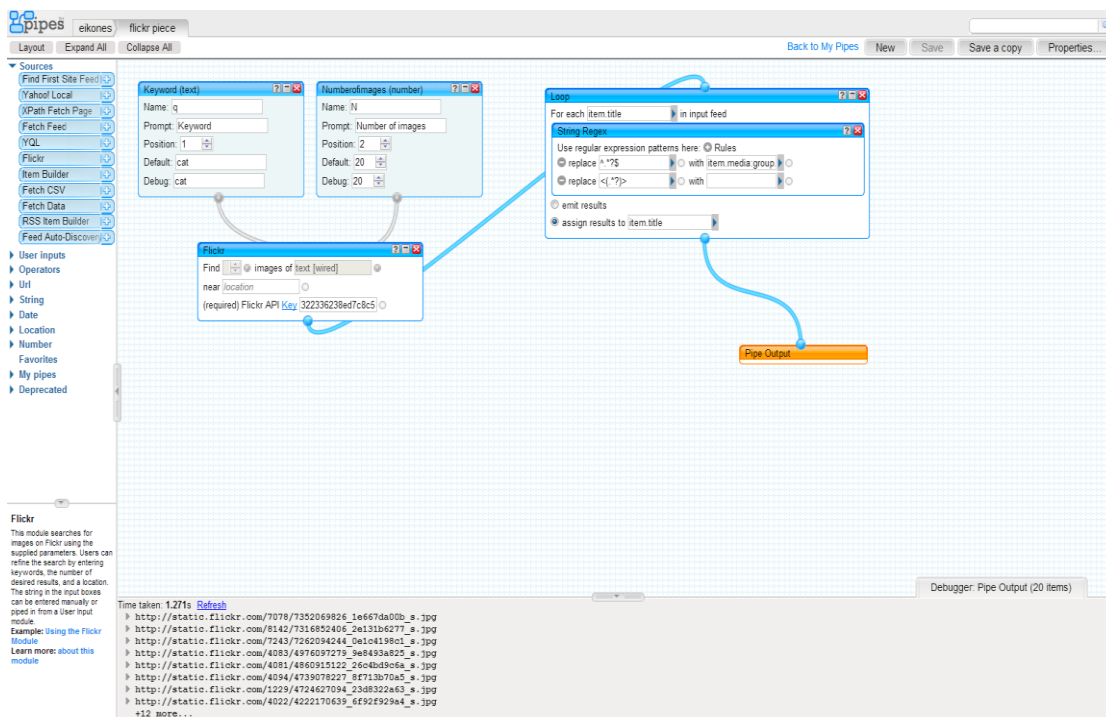 pipes
eikones
flickr piece
Layout Expand All Collapse All
Back to My Pipes New Save Save a copy Properties...
Sources
Find First Site Feed
Yahoo! Local
XPath Fetch Page
Fetch Feed
YQL
Flickr
Item Builder
Fetch CSV
Fetch Data
RSS Item Builder
Feed Auto-Discovery
User inputs
Operators
Url
String
Date
Location
Number
Favorites
My pipes
Deprecated
Keyword (text)
Name: q
Prompt: Keyword
Position: 1
Default: cat
Debug: cat
Numberofimages (number)
Name: N
Prompt: Number of images
Position: 2
Default: 20
Debug: 20
Flickr
Find images of text [wired]
near location
(required) Flickr API Key 322336238ed7c8c5
Loop
For each item.title in input feed
String Regex
Use regular expression patterns here: Rules
replace ^.*?$ with item.media:group
replace <(.*?)> with
emit results
assign results to item.title
Pipe Output
Flickr
This module searches for
images on Flickr using the
supplied parameters. Users can
refine the search by entering
keywords, the number of
desired results, and a location.
The string in the input boxes
can be entered manually or
piped in from a User Input
module.
Example: Using the Flickr
Module
Learn more: about this
module
Debugger: Pipe Output (20 items)
Time taken: 1.271s Refresh
http://static.flickr.com/7078/7352069826_1e667da00b_s.jpg
http://static.flickr.com/8142/7316852406_2e131b6277_s.jpg
http://static.flickr.com/7243/7262094244_0e1c4198c1_s.jpg
http://static.flickr.com/4083/4976097279_9e8493a825_s.jpg
http://static.flickr.com/4081/4860915122_26c4bd9c6a_s.jpg
http://static.flickr.com/4094/4739078227_8f713b70a5_s.jpg
http://static.flickr.com/1229/4724627094_23d8322a63_s.jpg
http://static.flickr.com/4022/4222170639_6f92f929a4_s.jpg
+12 more...